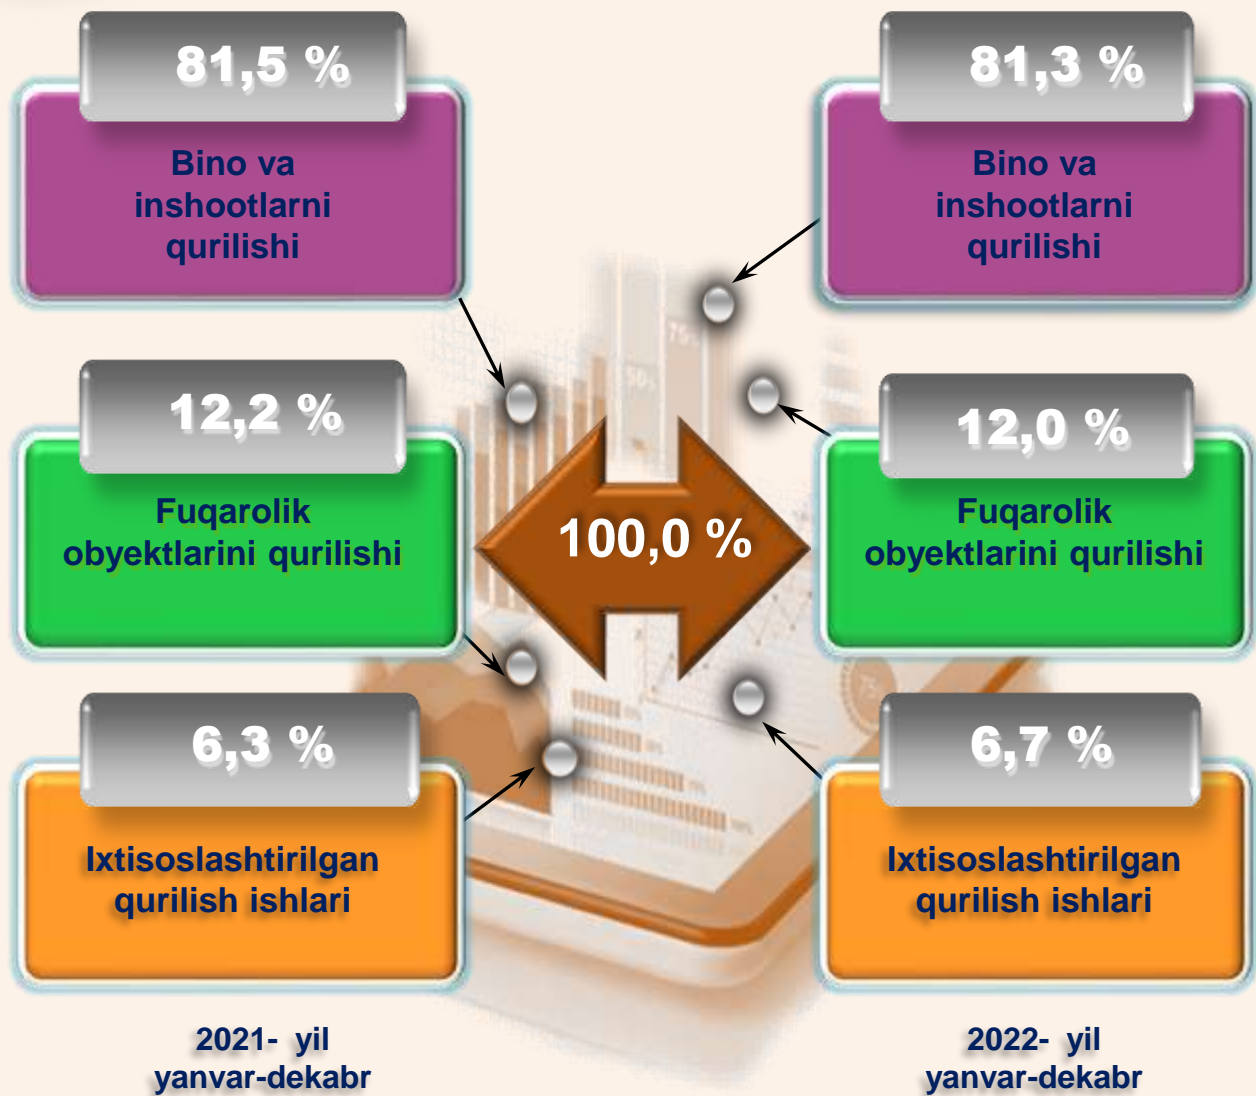 81,5 %
Bino va
inshootlarni
qurilishi
12,2 %
Fuqarolik
obyektlarini qurilishi
6,3 %
Ixtisoslashtirilgan
qurilish ishlari
2021- yil
yanvar-dekabr
100,0 %
81,3 %
Bino va
inshootlarni
qurilishi
12,0 %
Fuqarolik
obyektlarini qurilishi
6,7 %
Ixtisoslashtirilgan
qurilish ishlari
2022- yil
yanvar-dekabr